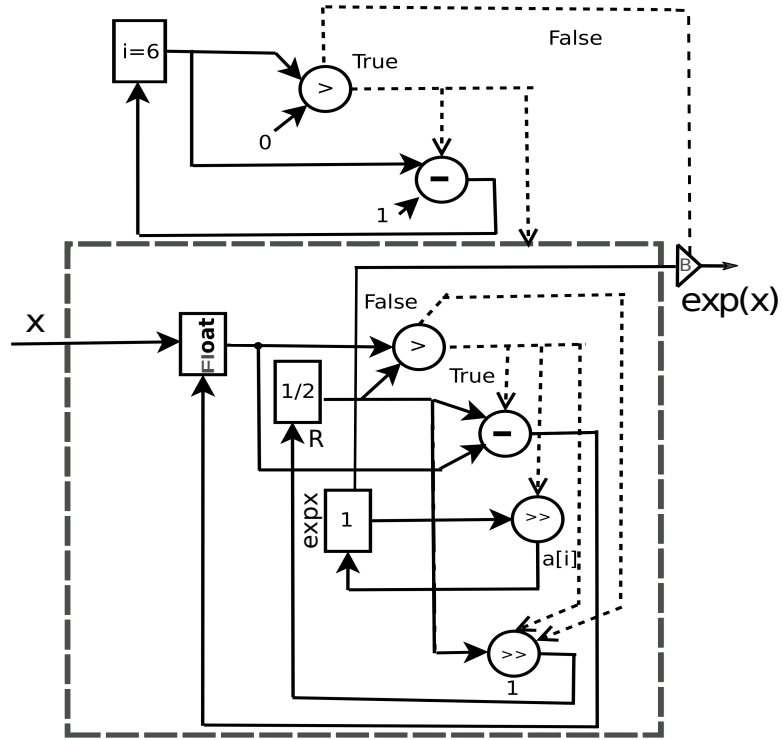 i=6
>
True
False
0
−
1
B
exp(x)
x
Float
False
>
True
1/2
R
−
expx
1
>>
a[i]
>>
1